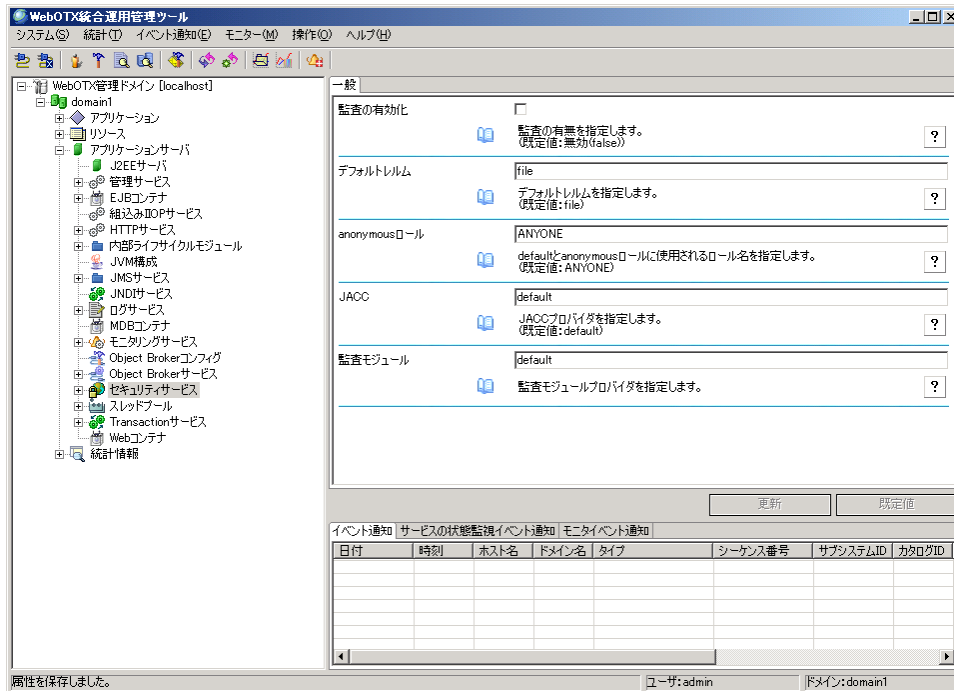 WebOTX統合運用管理ツール
システム(S) 統計(T) イベント通知(E) モニター(M) 操作(O) ヘルプ(H)
WebOTX管理ドメイン [localhost]
domain1
アプリケーション
リソース
アプリケーションサーバ
J2EEサーバ
管理サービス
EJBコンテナ
組込みIIOPサービス
HTTPサービス
内部ライフサイクルモジュール
JVM構成
JMSサービス
JNDIサービス
ログサービス
MDBコンテナ
モニタリングサービス
Object Brokerコンフィグ
Object Brokerサービス
セキュリティサービス
スレッドプール
Transactionサービス
Webコンテナ
統計情報
一般
監査の有効化
監査の有無を指定します。
(既定値:無効(false))
?
デフォルトレルム file
デフォルトレルムを指定します。
(既定値:file)
?
anonymousロール ANYONE
defaultとanonymousロールに使用されるロール名を指定します。
(既定値:ANYONE)
?
JACC default
JACCプロバイダを指定します。
(既定値:default)
?
監査モジュール default
監査モジュールプロバイダを指定します。
?
更新 既定値
イベント通知 サービスの状態監視イベント通知 モニタイベント通知
日付 時刻 ホスト名 ドメイン名 タイプ シーケンス番号 サブシステムID カタログID
属性を保存しました。 ユーザ:admin ドメイン:domain1